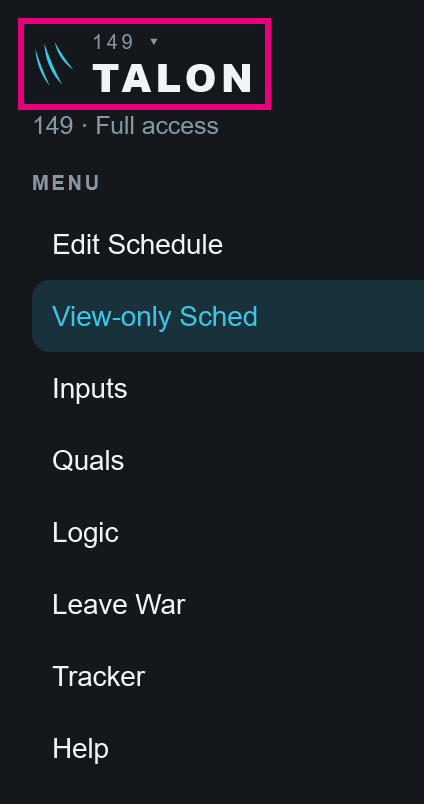 149 ▾
TALON
149 · Full access
MENU
Edit Schedule
View-only Sched
Inputs
Quals
Logic
Leave War
Tracker
Help